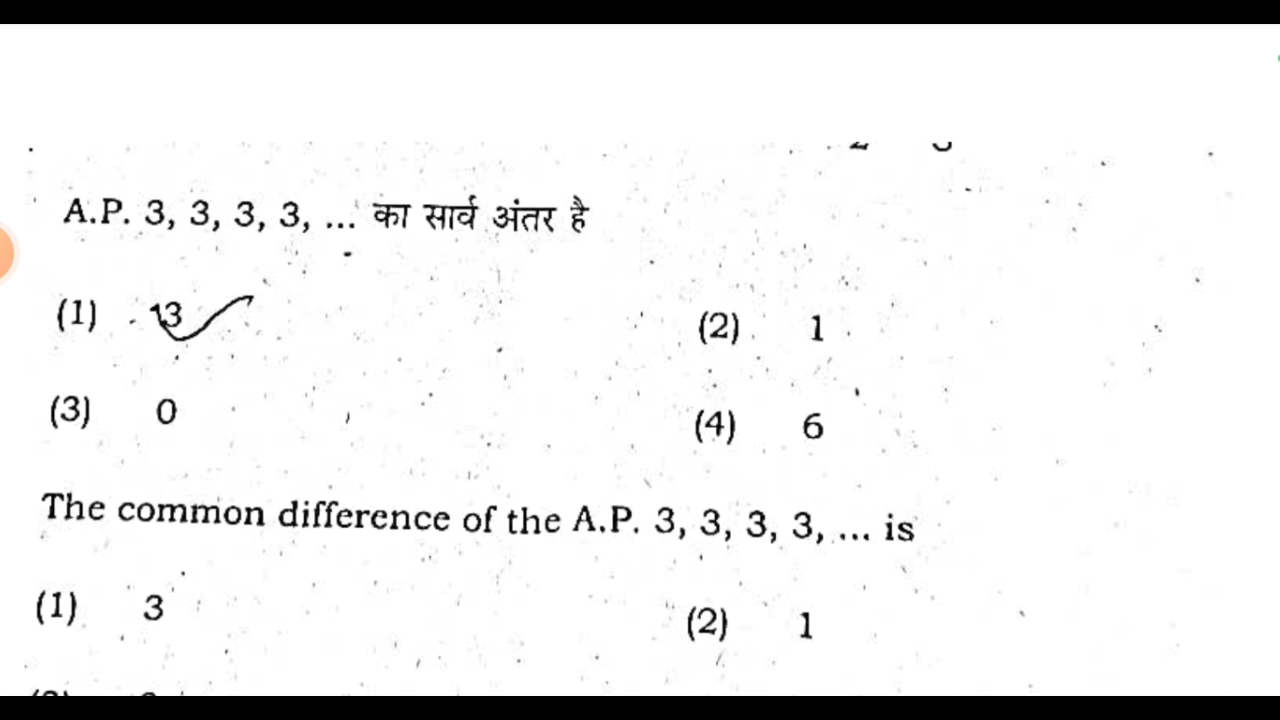 A.P. 3, 3, 3, 3, ... का सार्व अंतर है
(1) 3 (2) 1
(3) 0 (4) 6
The common difference of the A.P. 3, 3, 3, 3, ... is
(1) 3 (2) 1